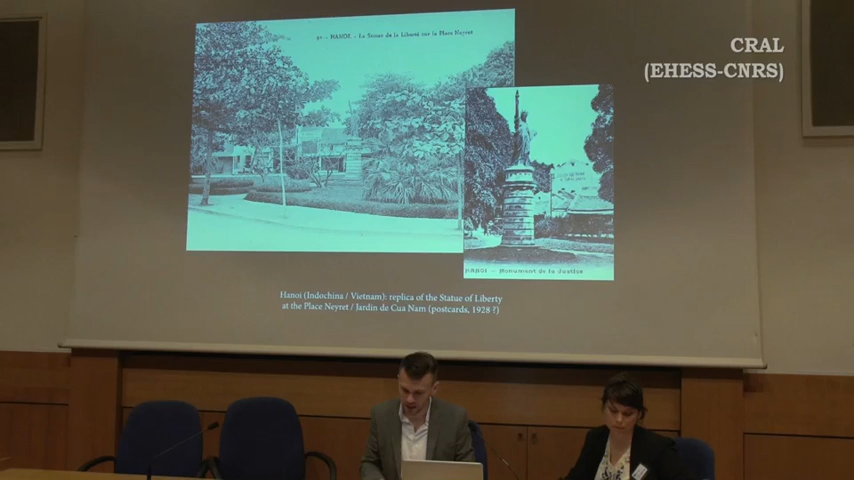 CRAL
(EHESS-CNRS)
91 - HANOI. - La Statue de la Liberté sur la Place Neyret
HANOI - Monument de la Justice
Hanoi (Indochina / Vietnam): replica of the Statue of Liberty
at the Place Neyret / Jardin de Cua Nam (postcards, 1928 ?)